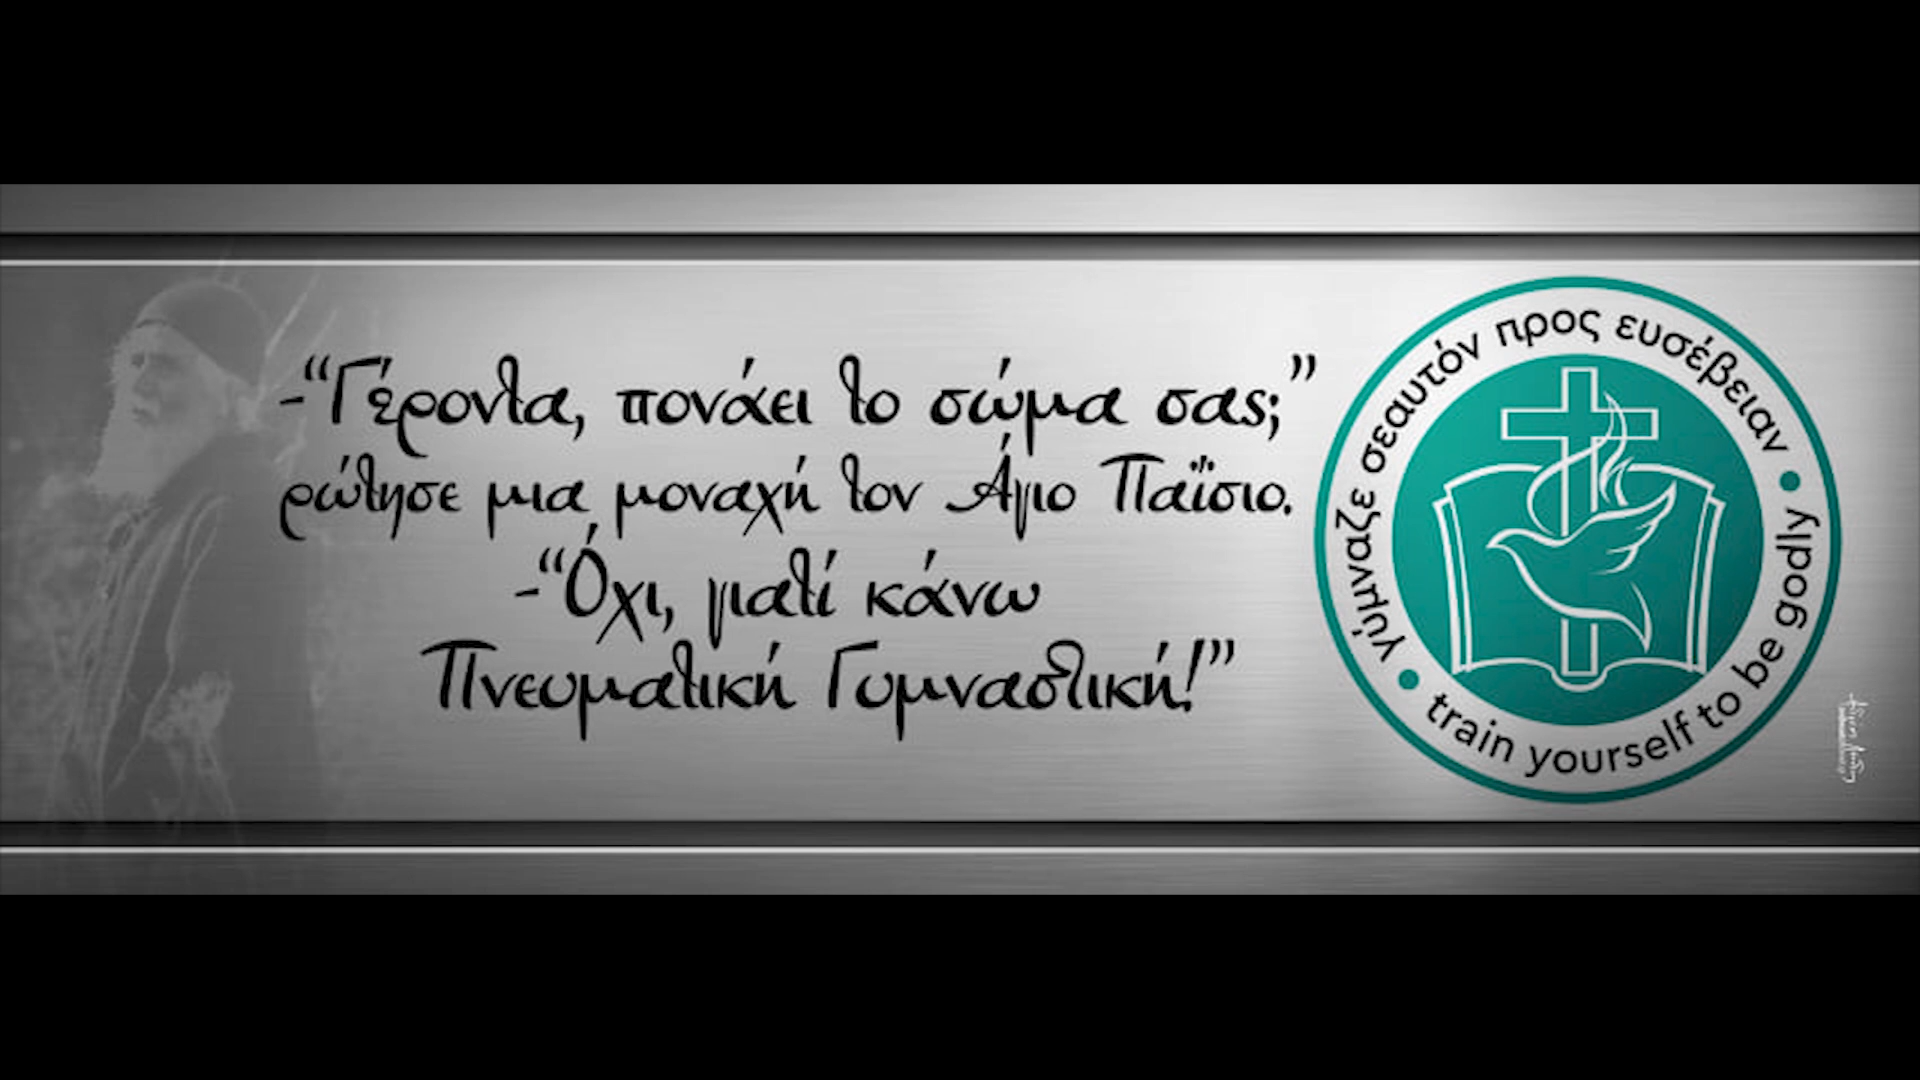 -“Γέροντα, πονάει το σώμα σας;”
ρώτησε μια μοναχή τον Άγιο Παΐσιο.
-“Όχι, γιατί κάνω
Πνευματική Γυμναστική!”
γύμναζε σεαυτόν προς ευσέβειαν
train yourself to be godly